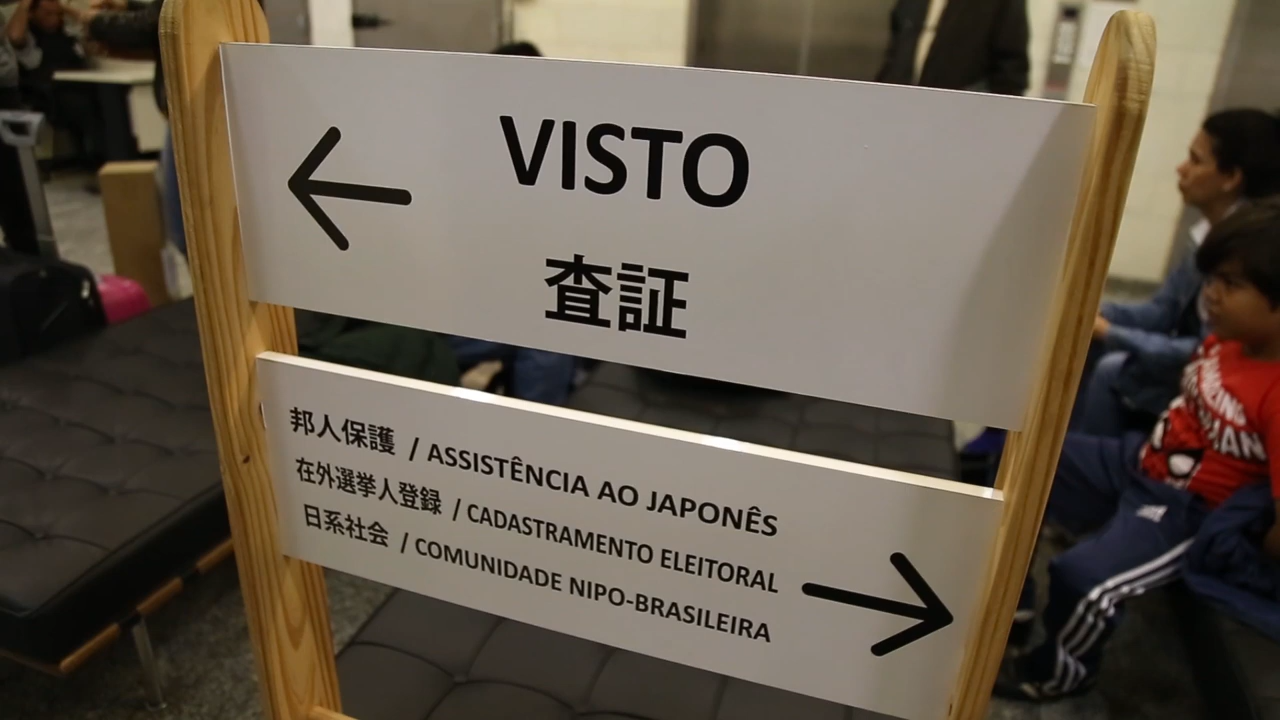 VISTO
査証
邦人保護 / ASSISTÊNCIA AO JAPONÊS
在外選挙人登録 / CADASTRAMENTO ELEITORAL
日系社会 / COMUNIDADE NIPO-BRASILEIRA